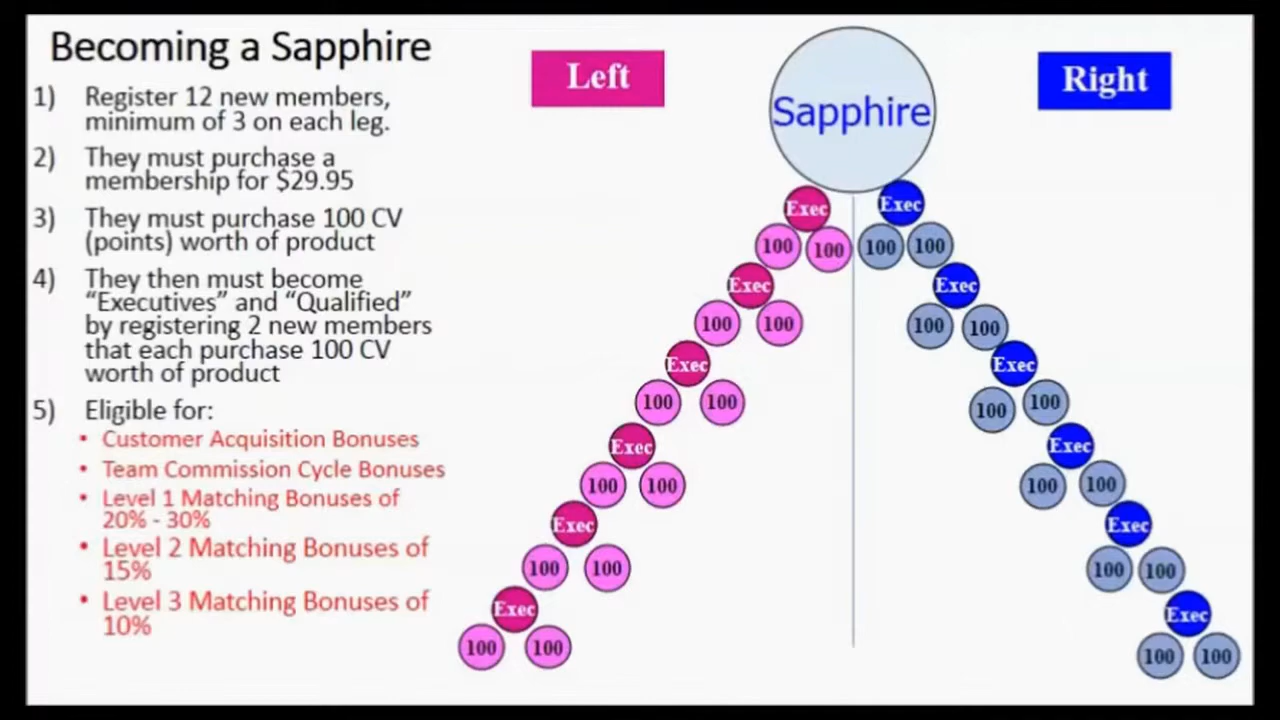 Becoming a Sapphire
1) Register 12 new members,
minimum of 3 on each leg.
2) They must purchase a
membership for $29.95
3) They must purchase 100 CV
(points) worth of product
4) They then must become
“Executives” and “Qualified”
by registering 2 new members
that each purchase 100 CV
worth of product
5) Eligible for:
• Customer Acquisition Bonuses
• Team Commission Cycle Bonuses
• Level 1 Matching Bonuses of
20% - 30%
• Level 2 Matching Bonuses of
15%
• Level 3 Matching Bonuses of
10%
Left
Sapphire
Right
Exec
100 100
Exec
100 100
Exec
100 100
Exec
100 100
Exec
100 100
Exec
100 100
Exec
100 100
Exec
100 100
Exec
100 100
Exec
100 100
Exec
100 100
Exec
100 100